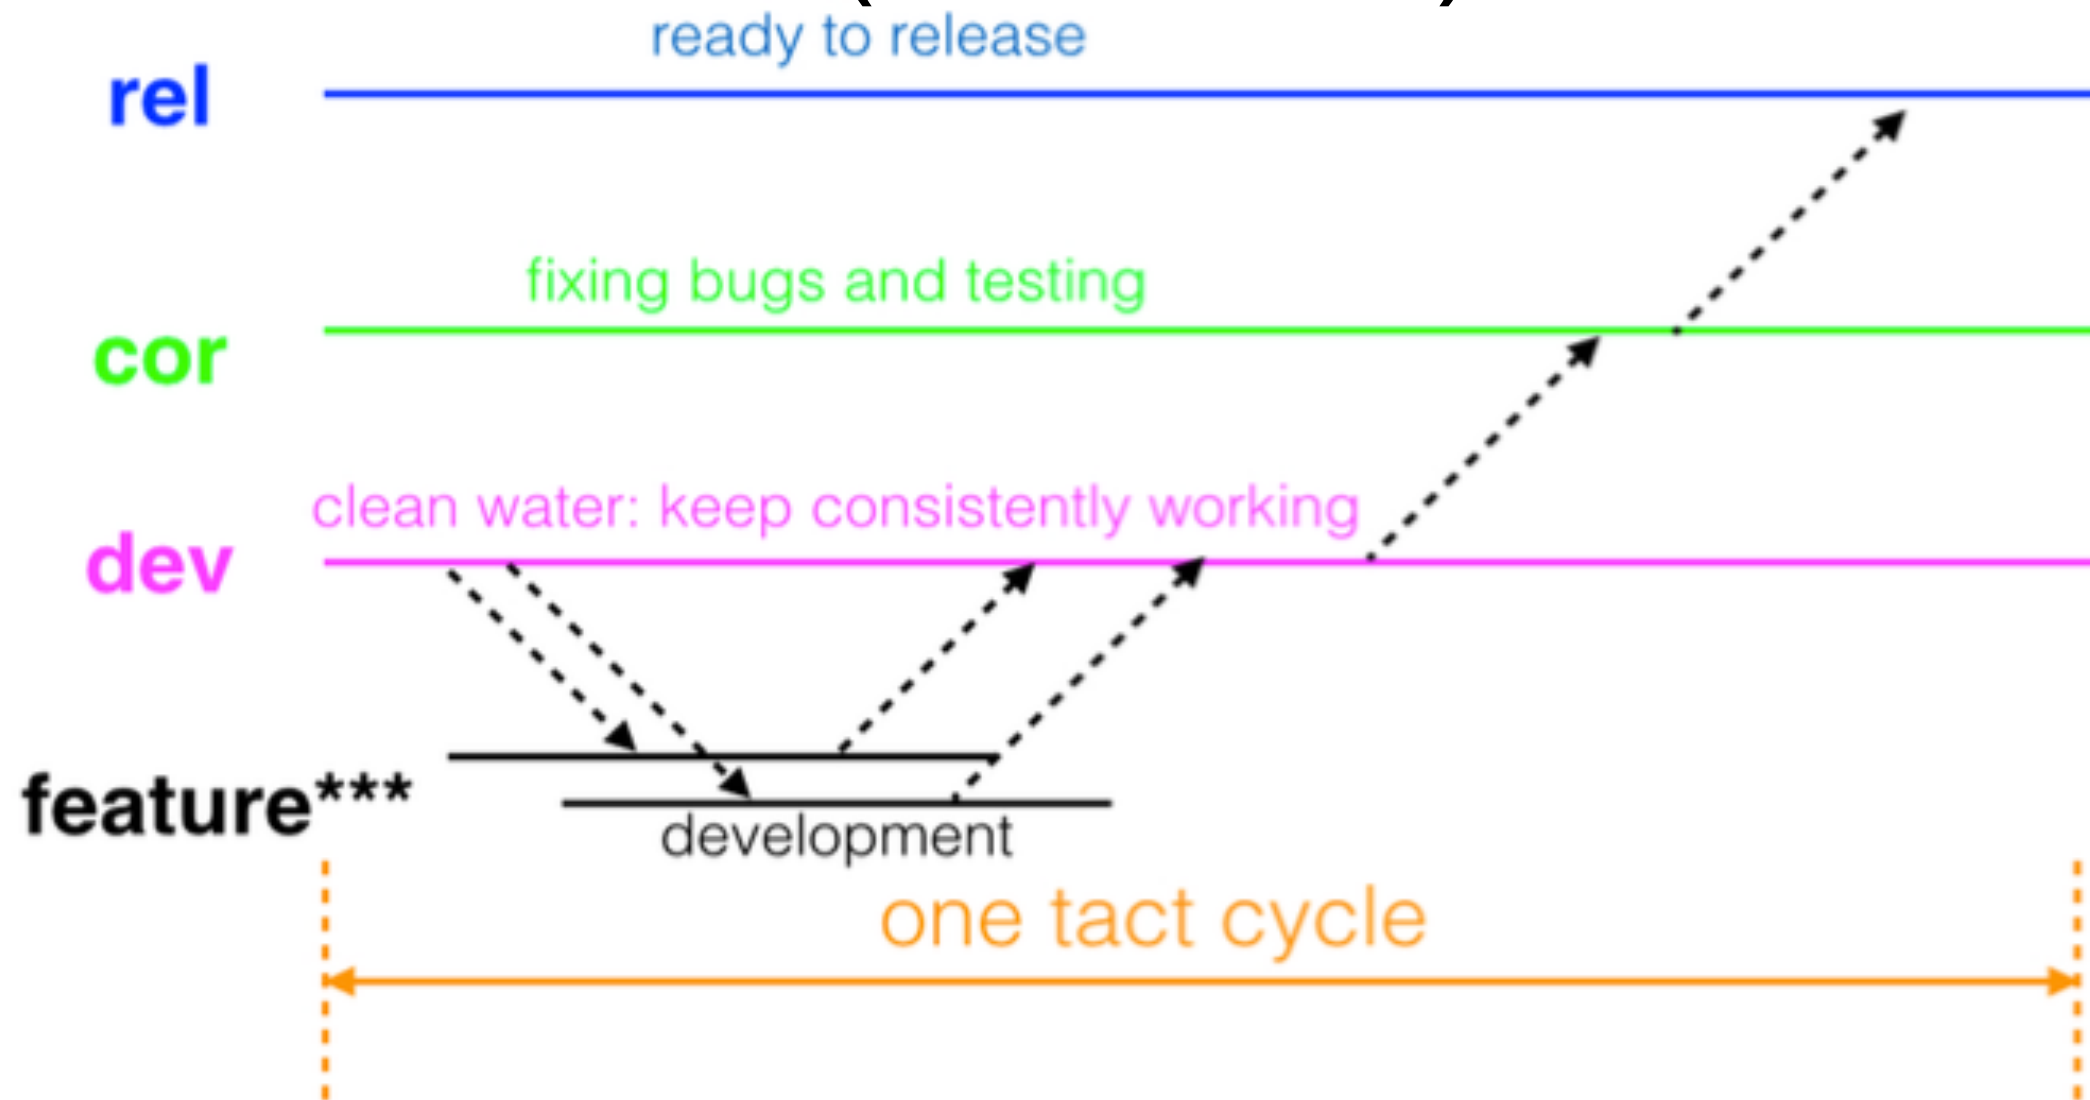 ready to release
rel
fixing bugs and testing
cor
clean water: keep consistently working
dev
feature***
development
one tact cycle